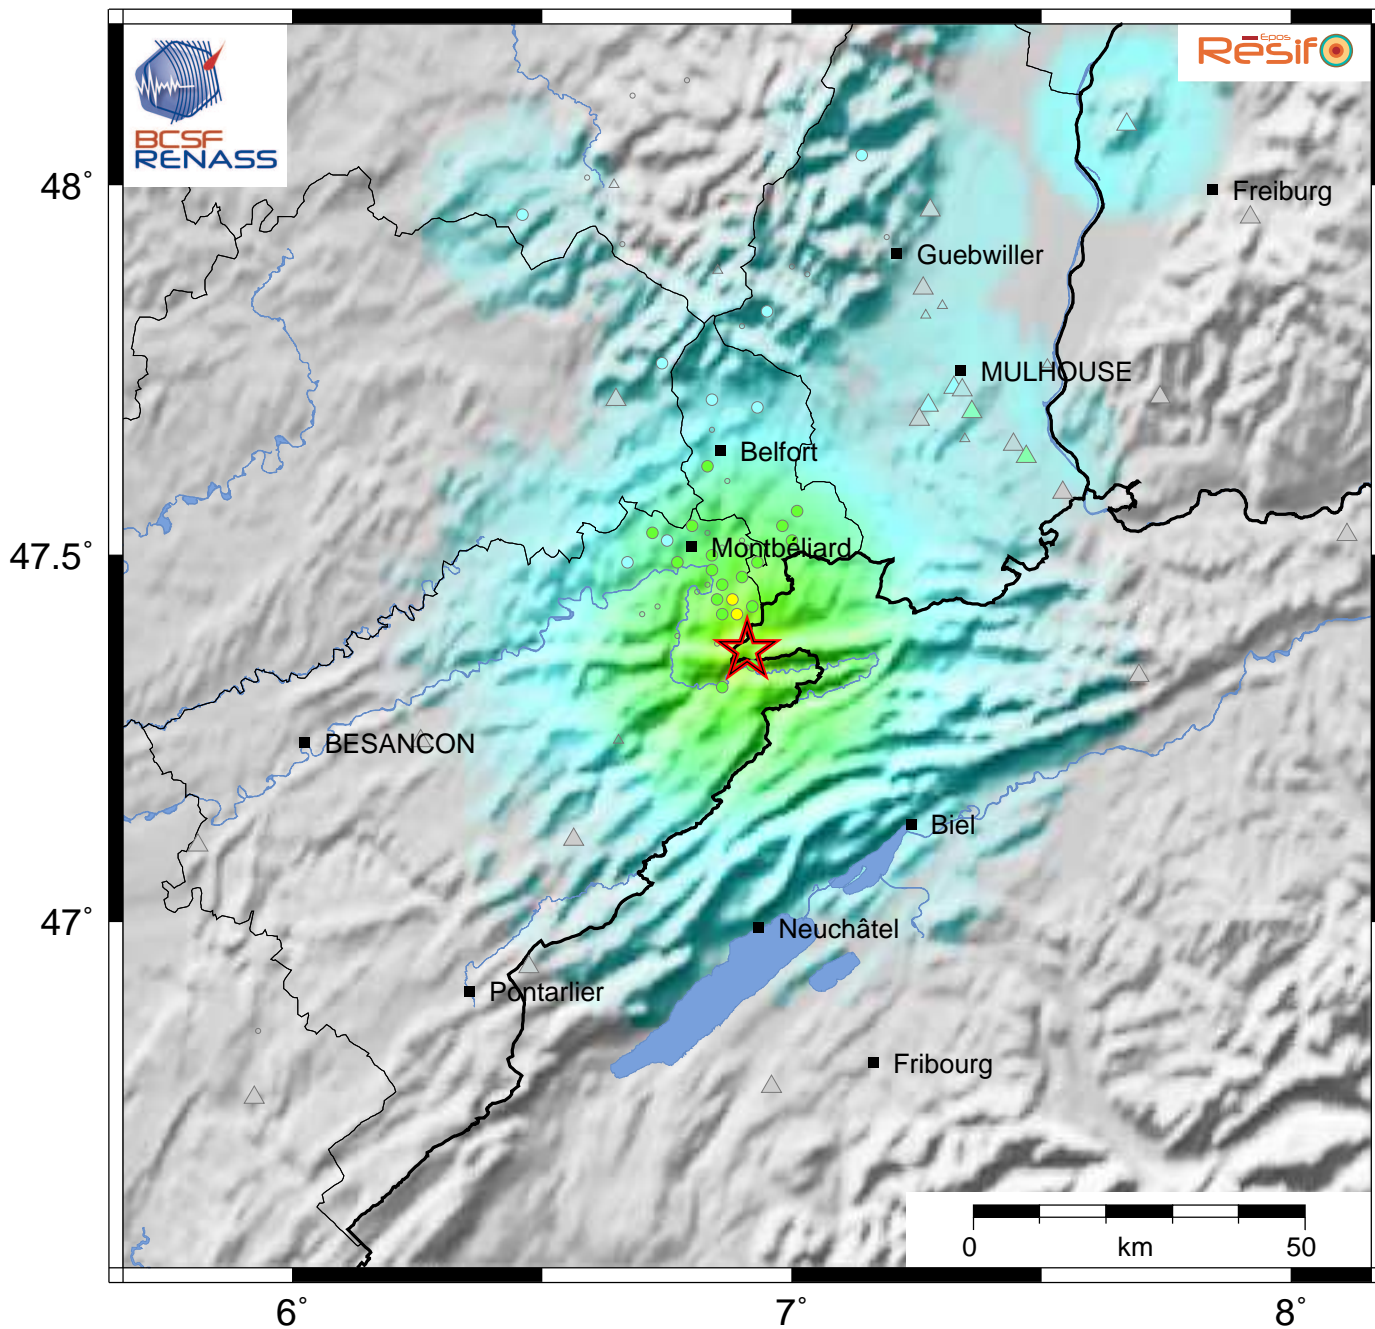 BCSF
RENASS
Epos
Résif
48°
Freiburg
Guebwiller
MULHOUSE
Belfort
47.5°
Montbéliard
BESANCON
Biel
47°
Neuchâtel
Pontarlier
Fribourg
0 km 50
6° 7° 8°